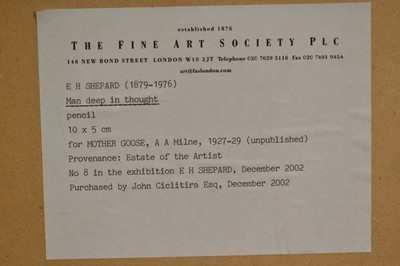 established 1876
THE FINE ART SOCIETY PLC
148 NEW BOND STREET LONDON W1S 2JT Telephone 020 7629 5116 Fax 020 7491 9454
art@faslondon.com
E H SHEPARD (1879-1976)
Man deep in thought
pencil
10 x 5 cm
for MOTHER GOOSE, A A Milne, 1927-29 (unpublished)
Provenance: Estate of the Artist
No 8 in the exhibition E H SHEPARD, December 2002
Purchased by John Ciclitira Esq, December 2002